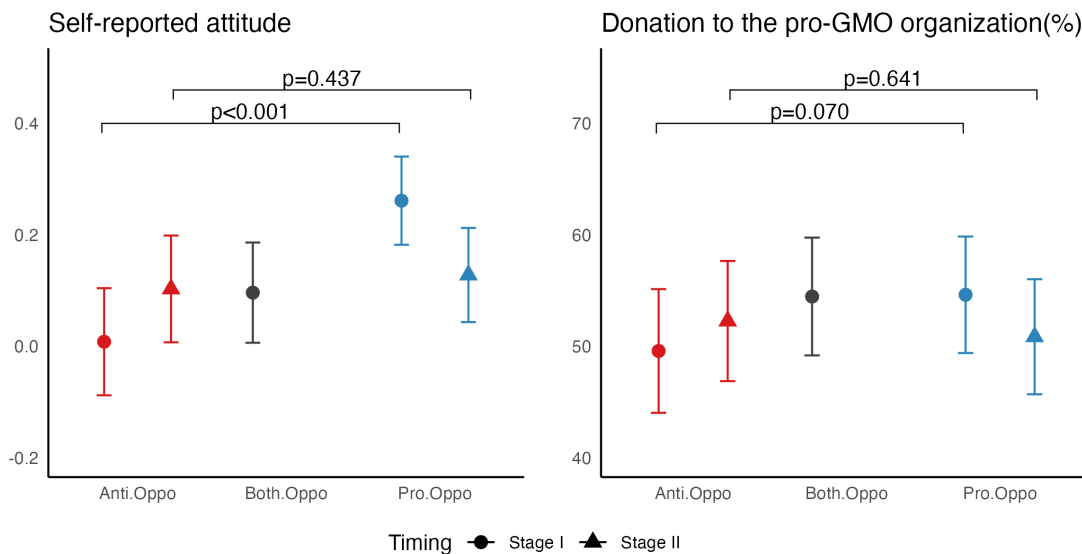 Self-reported attitude
p=0.437
p<0.001
0.4
0.2
0.0
-0.2
Anti.Oppo Both.Oppo Pro.Oppo
Donation to the pro-GMO organization(%)
p=0.641
p=0.070
70
60
50
40
Anti.Oppo Both.Oppo Pro.Oppo
Timing Stage I Stage II